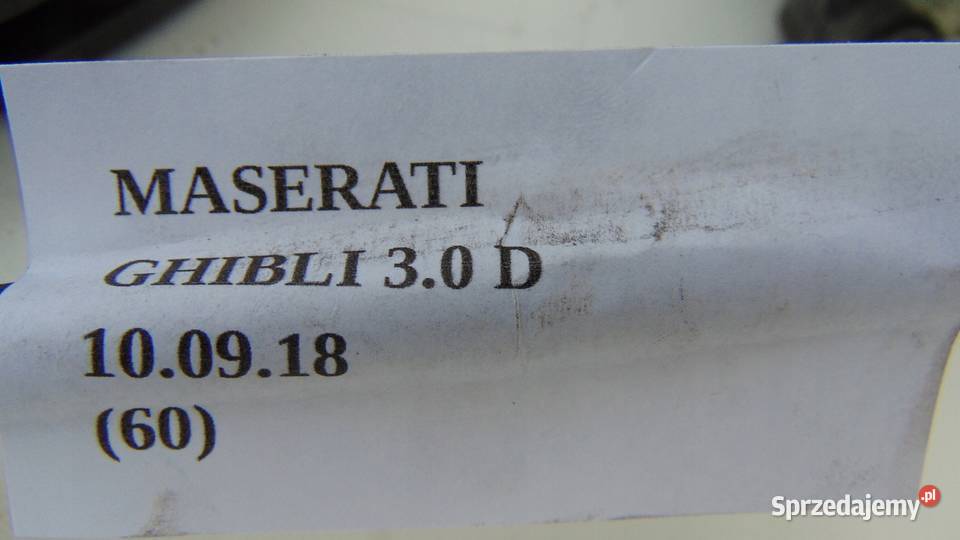 MASERATI
GHIBLI 3.0 D
10.09.18
(60)
Sprzedajemy.pl